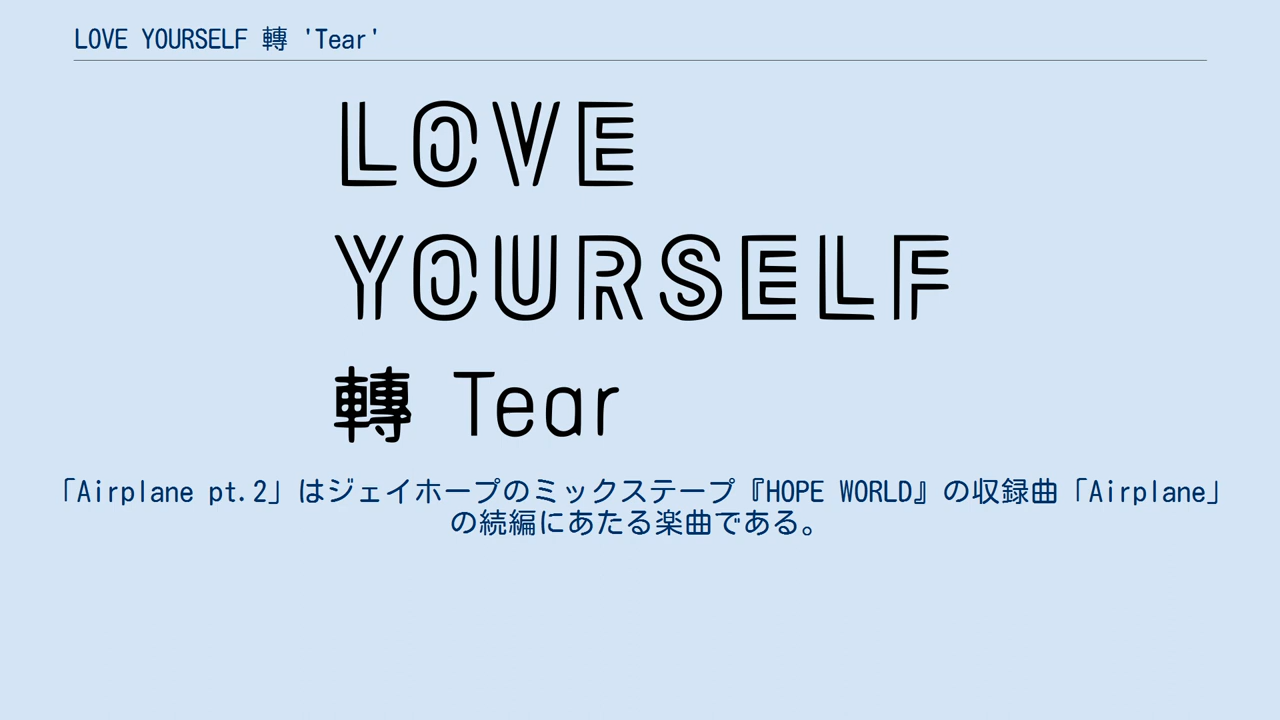 LOVE YOURSELF 轉 'Tear'
LOVE
YOURSELF
轉 Tear
「Airplane pt.2」はジェイホープのミックステープ『HOPE WORLD』の収録曲「Airplane」
の続編にあたる楽曲である。